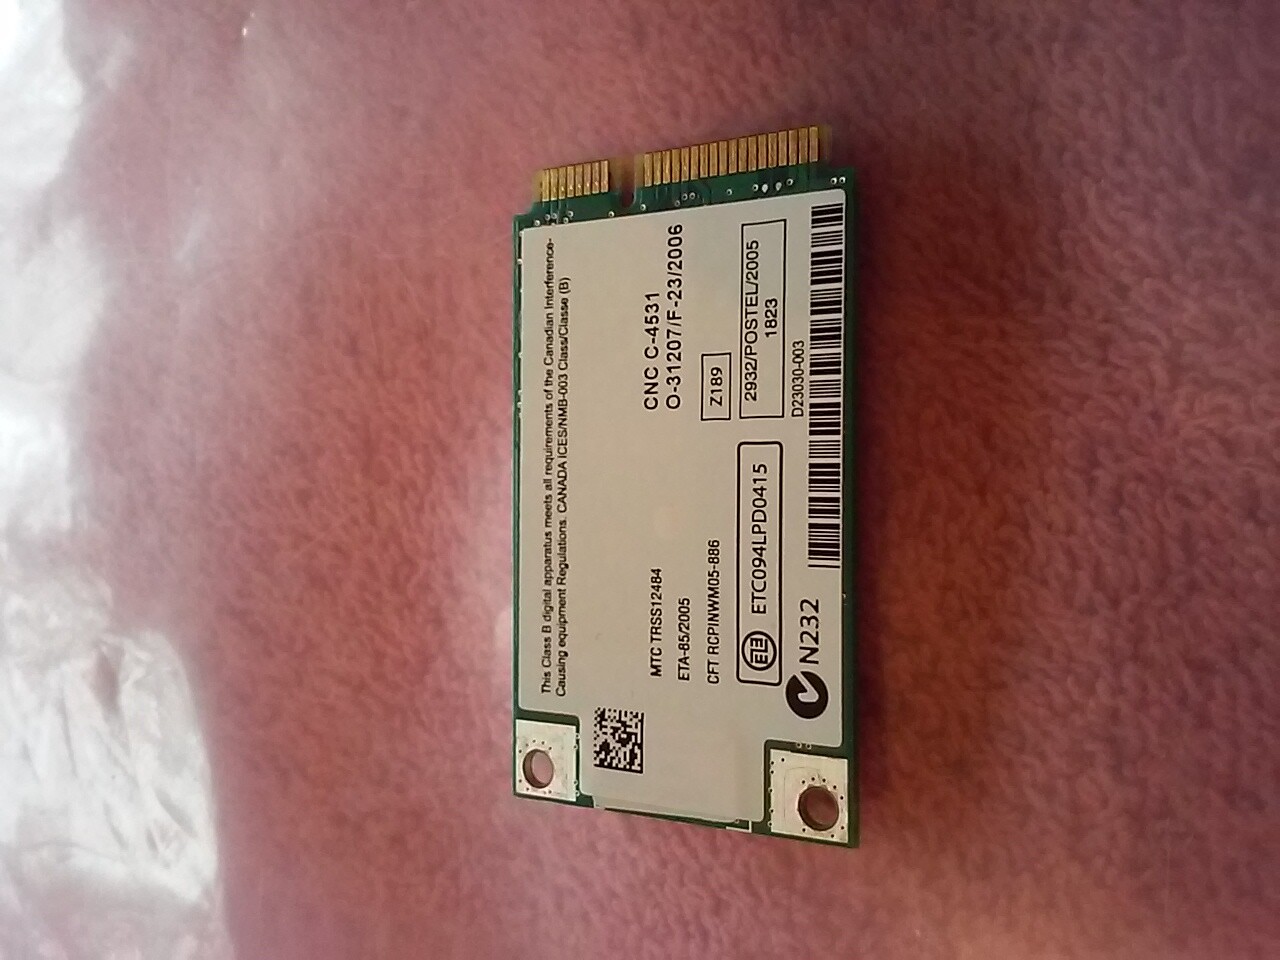 This Class B digital apparatus meets all requirements of the Canadian Interference-
Causing equipment Regulations. CANADA ICES/NMB-003 Class/Classe (B)
CNC C-4531
O-31207/F-23/2006
MTC TRSS12484
ETA-85/2005
CFT RCPINWM05-886
Z189
ETC094LPD0415
2932/POSTEL/2005
1823
N232
D23030-003